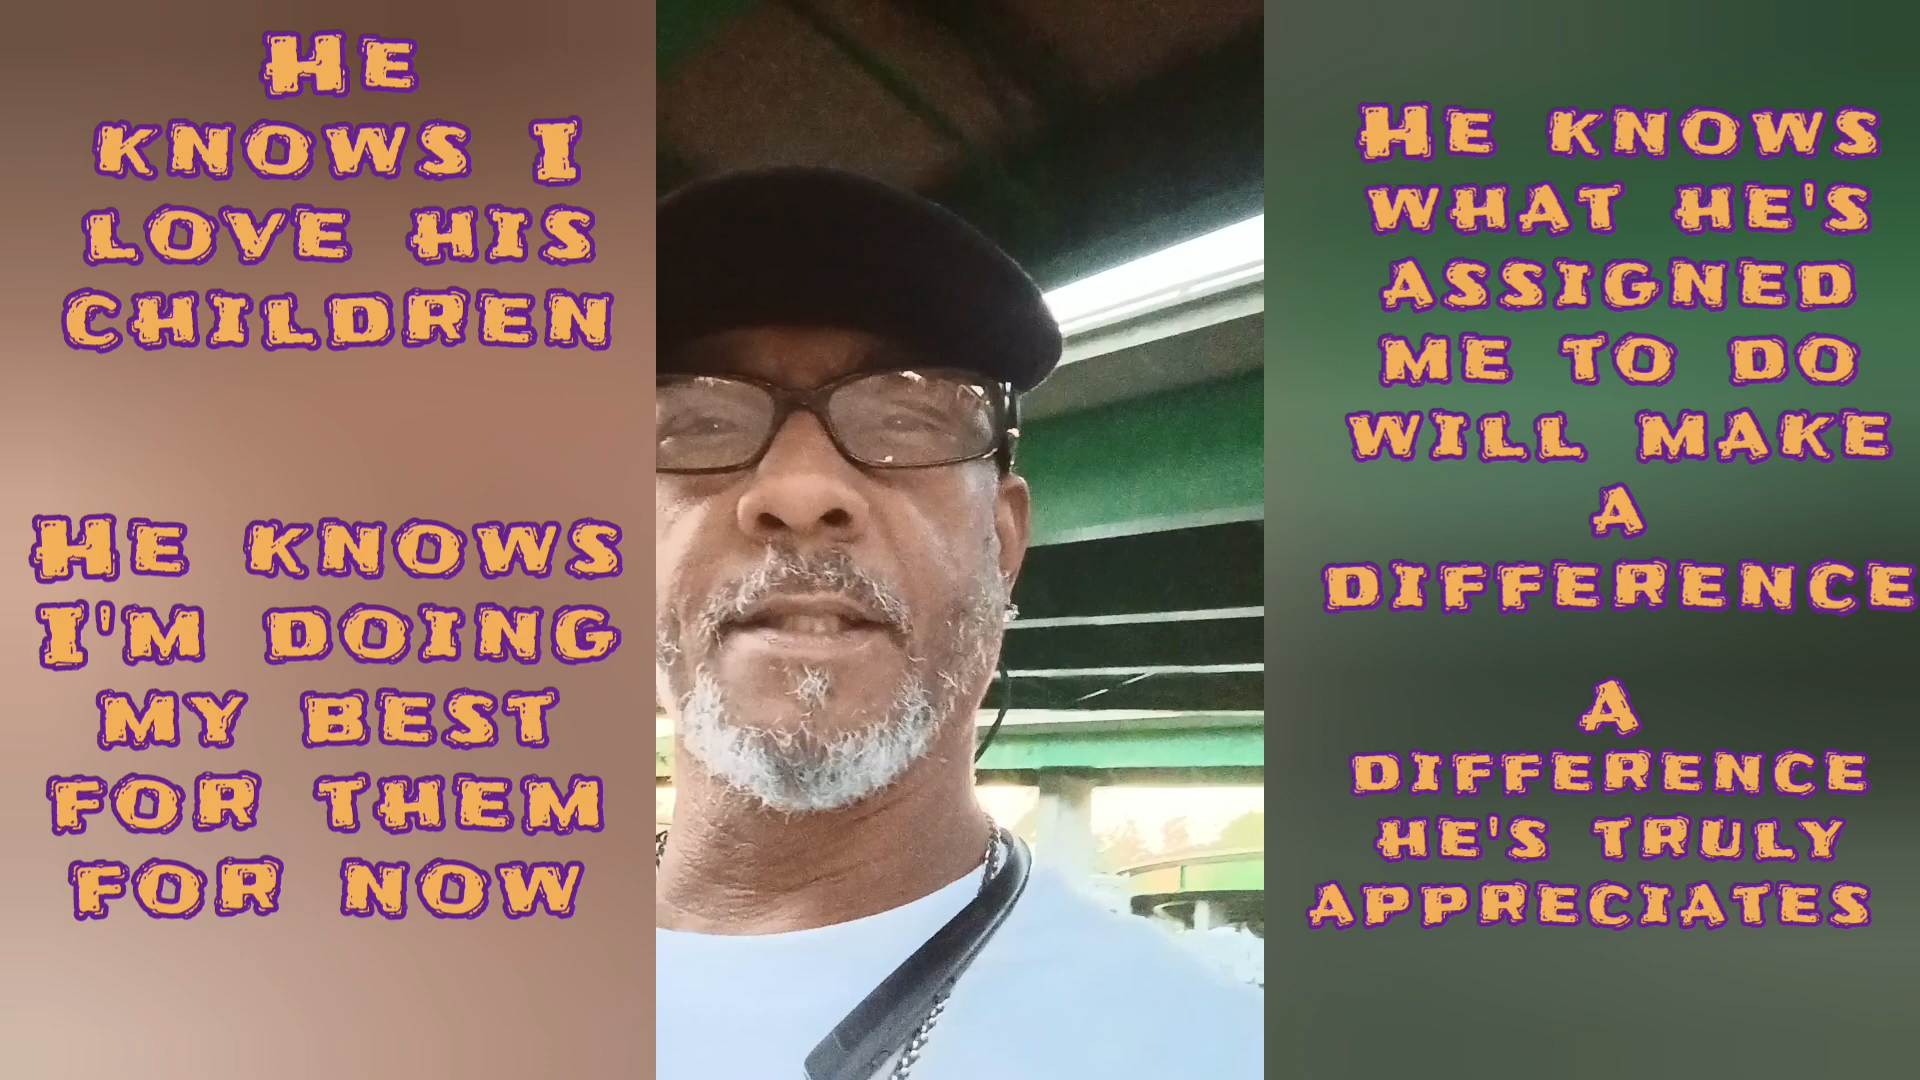 He
knows I
love his
children
He knows
I'm doing
my best
for them
for now
He knows
what he's
assigned
me to do
will make
a
difference
a
difference
he's truly
appreciates